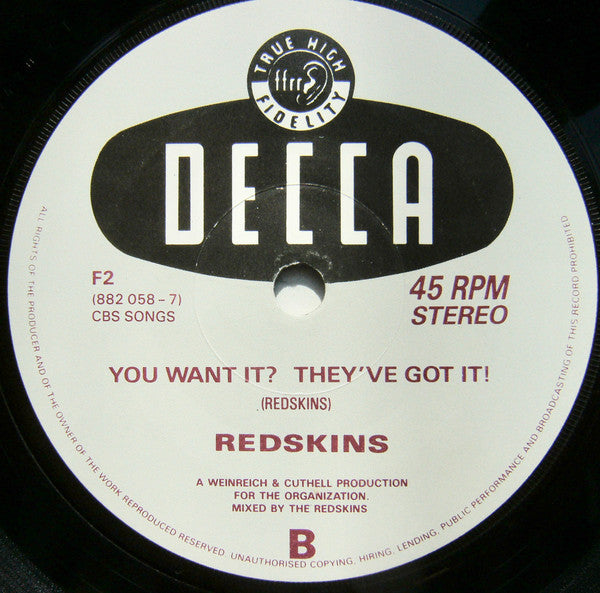 TRUE HIGH
ffrr
FIDELITY
DECCA
F2
(882 058-7)
CBS SONGS
45 RPM
STEREO
YOU WANT IT? THEY'VE GOT IT!
(REDSKINS)
REDSKINS
A WEINREICH & CUTHELL PRODUCTION
FOR THE ORGANIZATION.
MIXED BY THE REDSKINS
B
ALL RIGHTS OF THE PRODUCER AND OF THE OWNER OF THE WORK REPRODUCED RESERVED. UNAUTHORISED COPYING, HIRING, LENDING, PUBLIC PERFORMANCE AND BROADCASTING OF THIS RECORD PROHIBITED